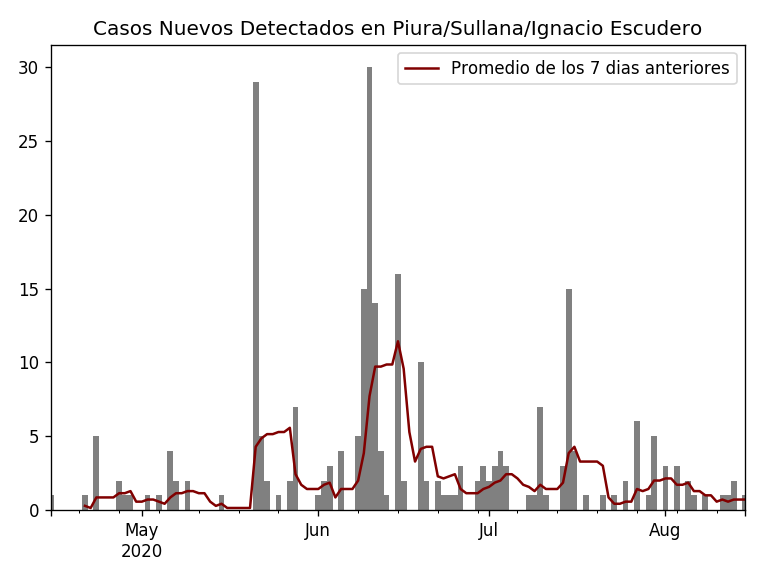 Casos Nuevos Detectados en Piura/Sullana/Ignacio Escudero
Promedio de los 7 dias anteriores
30
25
20
15
10
5
0
May Jun Jul Aug
2020